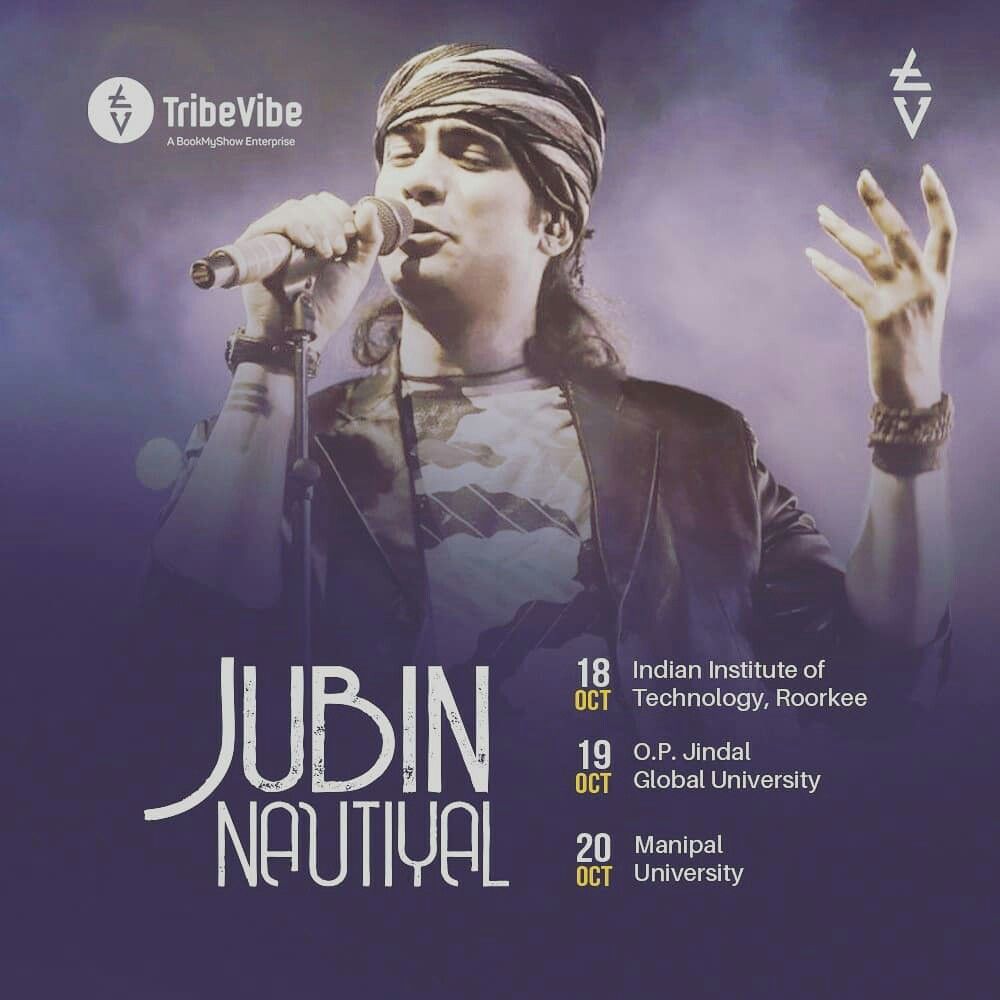 TribeVibe
A BookMyShow Enterprise
JUBIN
NAUTIYAL
18
OCT
Indian Institute of
Technology, Roorkee
19
OCT
O.P. Jindal
Global University
20
OCT
Manipal
University